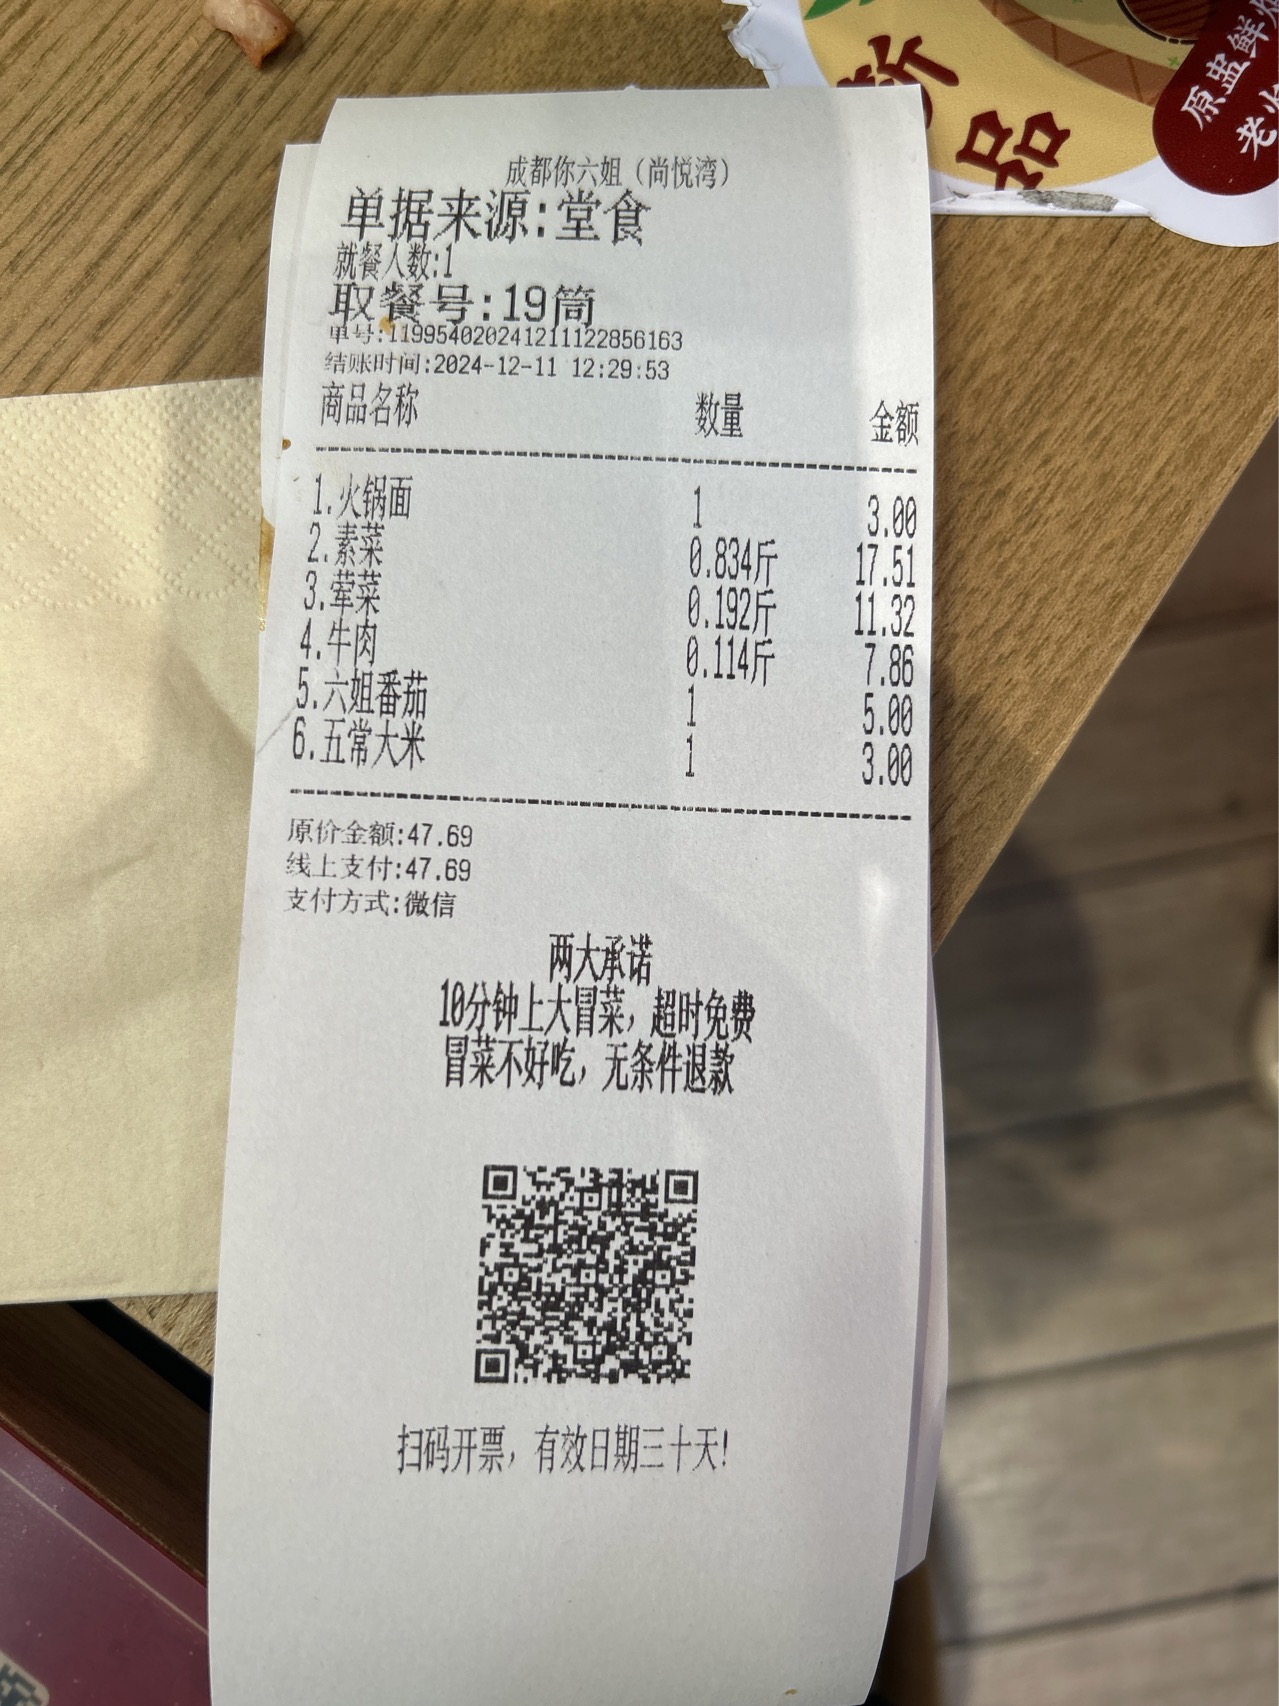 新品
原盅鲜
成都你六姐（尚悦湾）
单据来源:堂食
就餐人数:1
取餐号:19筒
单号:119954020241211122856163
结账时间:2024-12-11 12:29:53
商品名称 数量 金额
1.火锅面 1 3.00
2.素菜 0.834斤 17.51
3.荤菜 0.192斤 11.32
4.牛肉 0.114斤 7.86
5.六姐番茄 1 5.00
6.五常大米 1 3.00
原价金额:47.69
线上支付:47.69
支付方式:微信
两大承诺
10分钟上大冒菜，超时免费
冒菜不好吃，无条件退款
扫码开票，有效日期三十天!